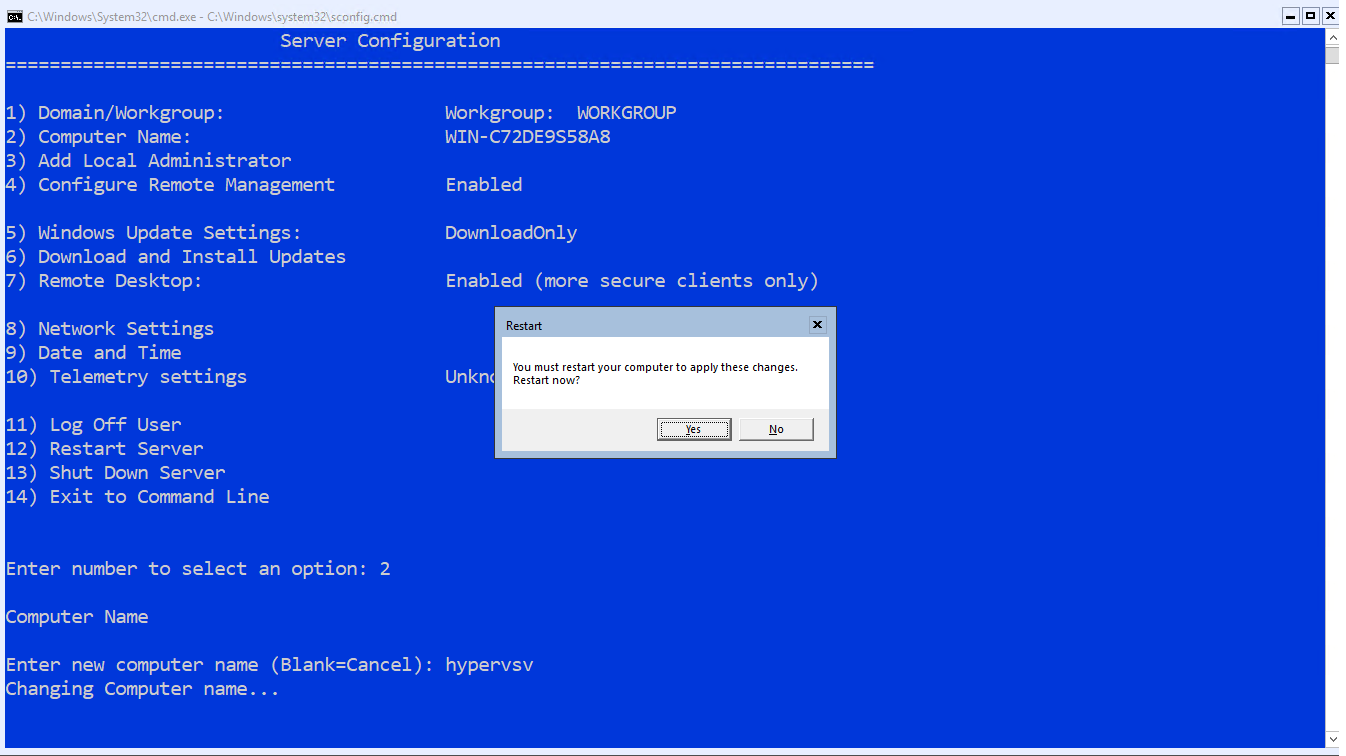 C:\Windows\System32\cmd.exe - C:\Windows\system32\sconfig.cmd
Server Configuration
===============================================================================
1) Domain/Workgroup: Workgroup: WORKGROUP
2) Computer Name: WIN-C72DE9S58A8
3) Add Local Administrator
4) Configure Remote Management Enabled
5) Windows Update Settings: DownloadOnly
6) Download and Install Updates
7) Remote Desktop: Enabled (more secure clients only)
8) Network Settings
9) Date and Time
10) Telemetry settings Unkno
11) Log Off User
12) Restart Server
13) Shut Down Server
14) Exit to Command Line
Restart
You must restart your computer to apply these changes.
Restart now?
Yes No
Enter number to select an option: 2
Computer Name
Enter new computer name (Blank=Cancel): hypervsv
Changing Computer name...